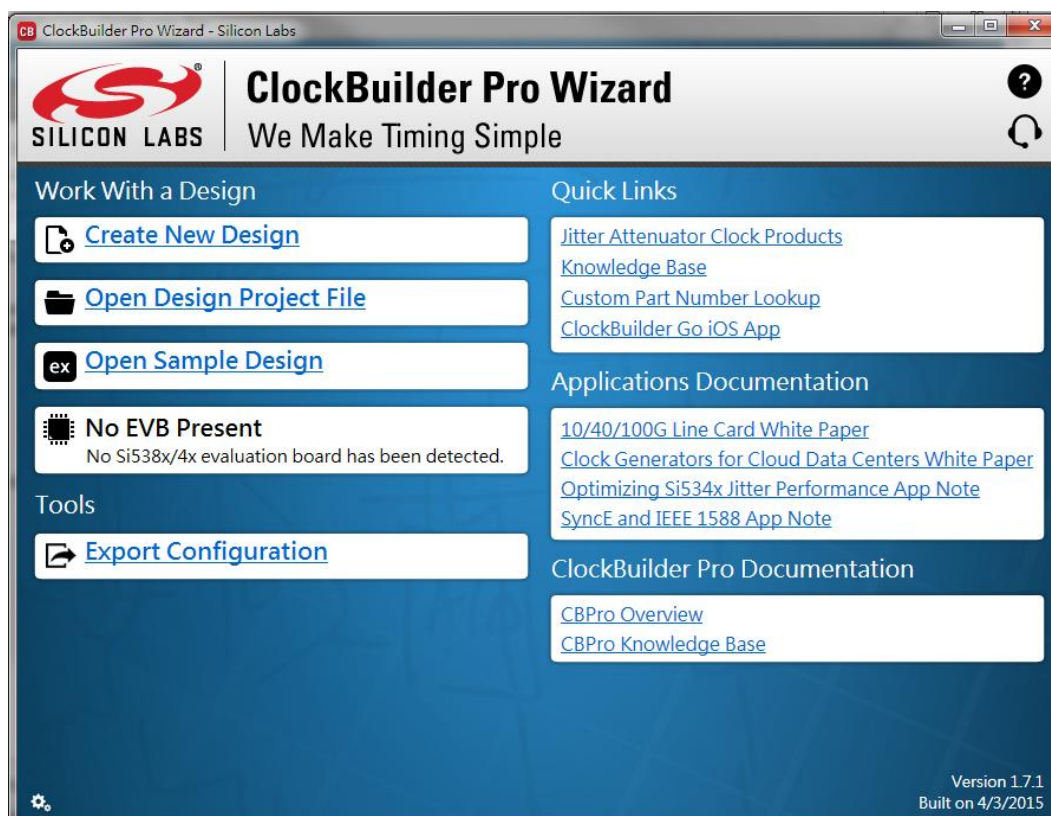 CB ClockBuilder Pro Wizard - Silicon Labs
SILICON LABS
ClockBuilder Pro Wizard
We Make Timing Simple
?
Work With a Design
Create New Design
Open Design Project File
ex Open Sample Design
No EVB Present
No Si538x/4x evaluation board has been detected.
Tools
Export Configuration
Quick Links
Jitter Attenuator Clock Products
Knowledge Base
Custom Part Number Lookup
ClockBuilder Go iOS App
Applications Documentation
10/40/100G Line Card White Paper
Clock Generators for Cloud Data Centers White Paper
Optimizing Si534x Jitter Performance App Note
SyncE and IEEE 1588 App Note
ClockBuilder Pro Documentation
CBPro Overview
CBPro Knowledge Base
Version 1.7.1
Built on 4/3/2015